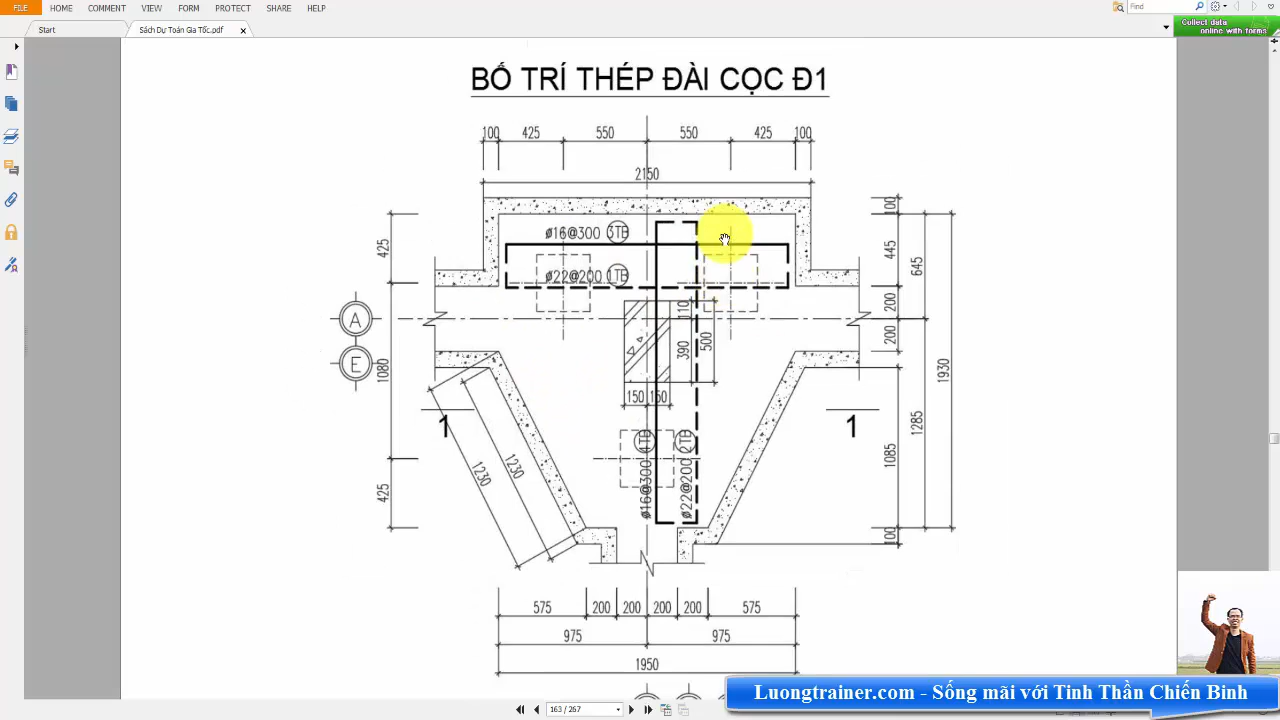 FILE HOME COMMENT VIEW FORM PROTECT SHARE HELP
Find
Start
Sách Dự Toán Gia Tốc.pdf
Collect data
online with forms
BỐ TRÍ THÉP ĐÀI CỌC Đ1
100 425 550 550 425 100
2150
ø16@300 3TB
ø22@200 1TB
425
1080
425
A
E
110
390
500
150 150
100
445
200
200
1085
100
645
1285
1930
1 1
1230
1230
ø16@300 4TB
ø22@200 2TB
575 200 200 200 200 575
975 975
1950
163 / 267
Luongtrainer.com - Sống mãi với Tinh Thần Chiến Binh